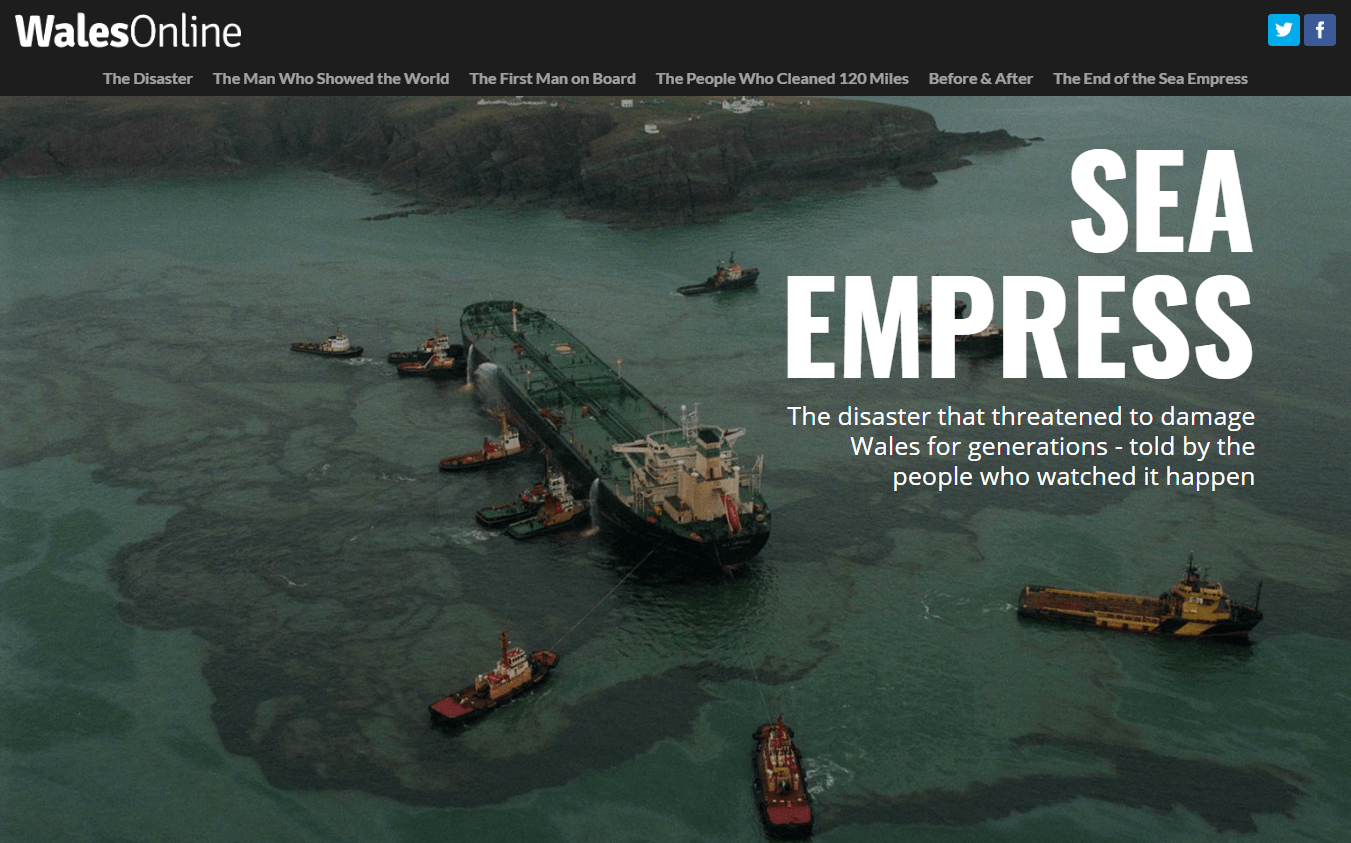 WalesOnline
The Disaster The Man Who Showed the World The First Man on Board The People Who Cleaned 120 Miles Before & After The End of the Sea Empress
SEA
EMPRESS
The disaster that threatened to damage
Wales for generations - told by the
people who watched it happen